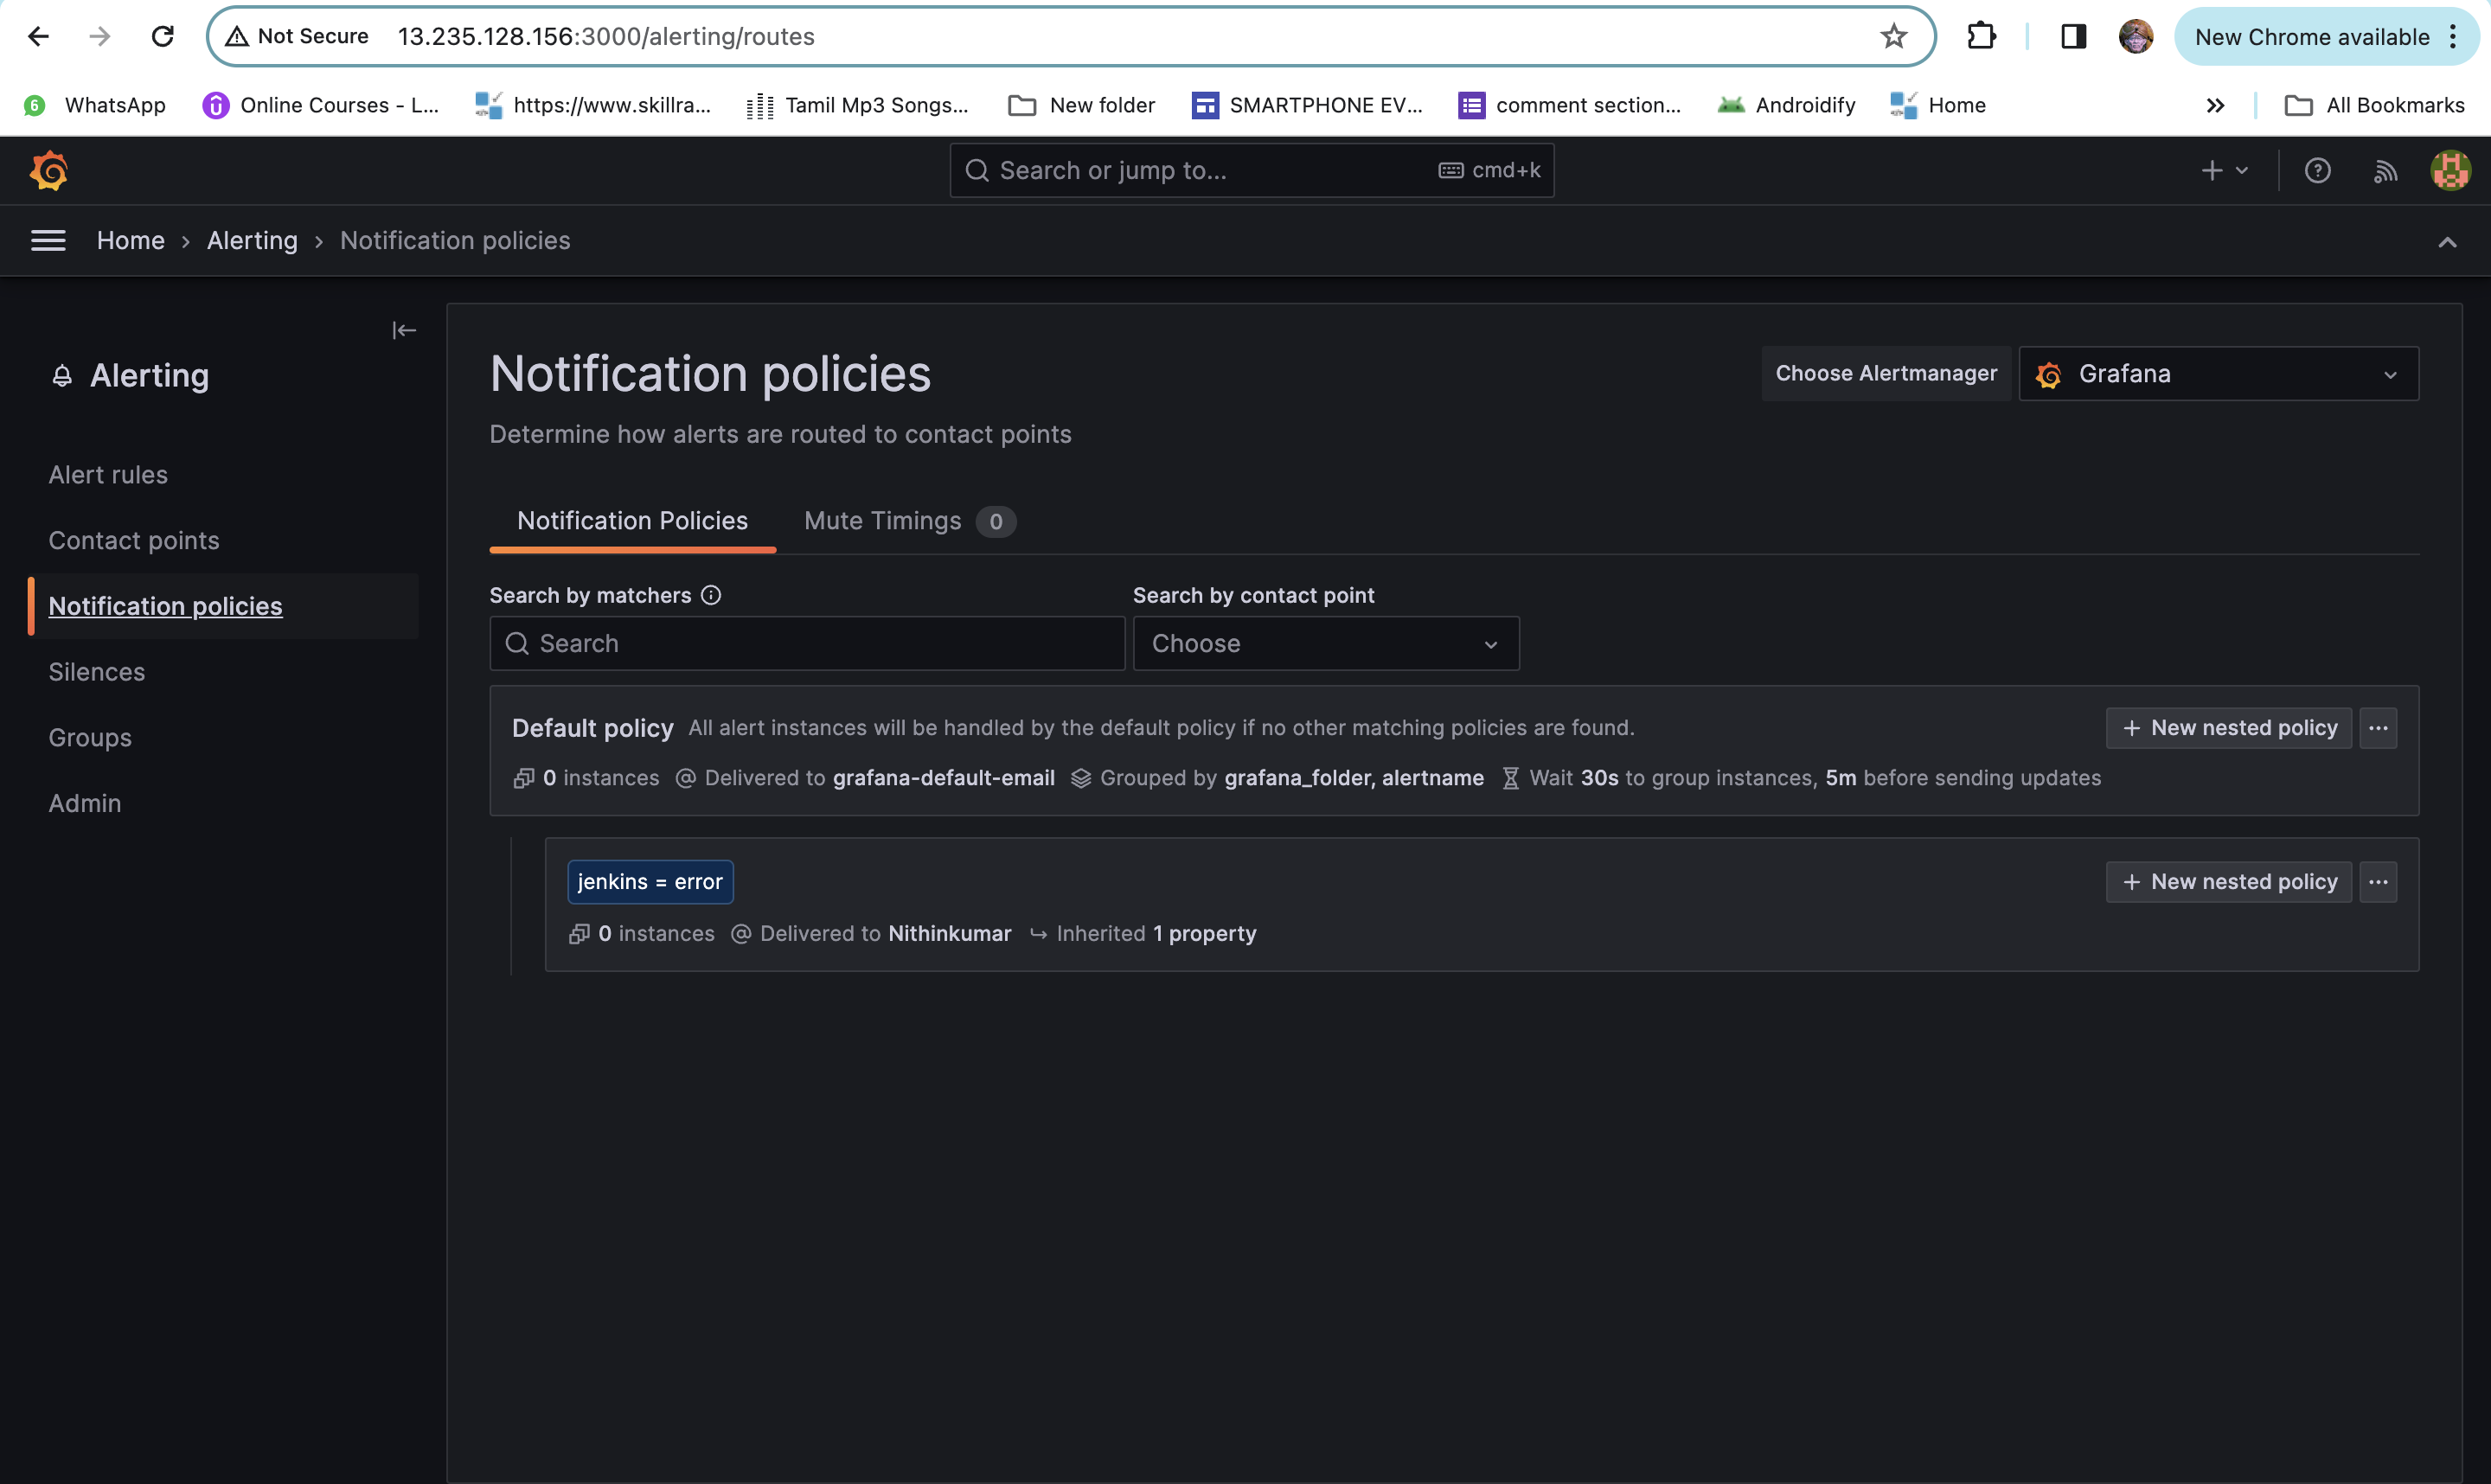 Not Secure 13.235.128.156:3000/alerting/routes New Chrome available
6 WhatsApp Online Courses - L... https://www.skillra... Tamil Mp3 Songs... New folder SMARTPHONE EV... comment section... Androidify Home » All Bookmarks
Search or jump to... cmd+k
Home › Alerting › Notification policies
Alerting
Alert rules
Contact points
Notification policies
Silences
Groups
Admin
Notification policies
Choose Alertmanager Grafana
Determine how alerts are routed to contact points
Notification Policies Mute Timings 0
Search by matchers Search by contact point
Search Choose
Default policy All alert instances will be handled by the default policy if no other matching policies are found. + New nested policy ...
0 instances @ Delivered to grafana-default-email Grouped by grafana_folder, alertname Wait 30s to group instances, 5m before sending updates
jenkins = error + New nested policy ...
0 instances @ Delivered to Nithinkumar Inherited 1 property